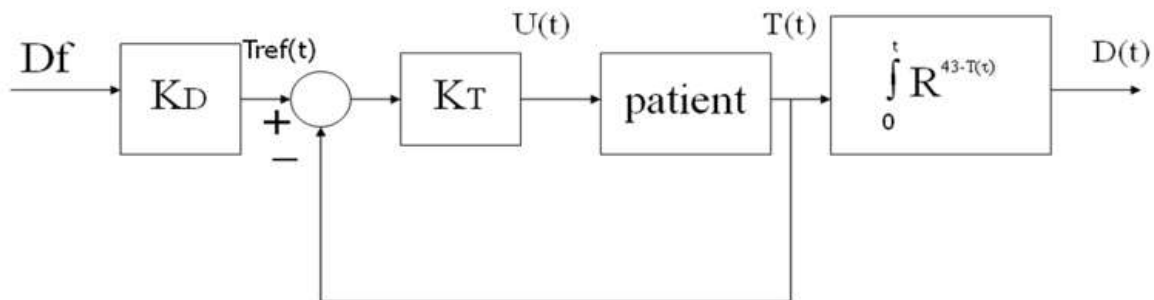 Df
KD
Tref(t)
+
−
KT
U(t)
patient
T(t)
t
∫ R^43-T(τ)
0
D(t)